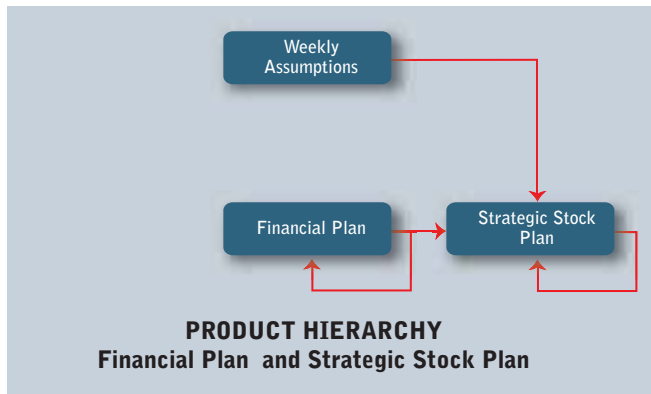 Weekly
Assumptions
Financial Plan
Strategic Stock
Plan
PRODUCT HIERARCHY
Financial Plan and Strategic Stock Plan